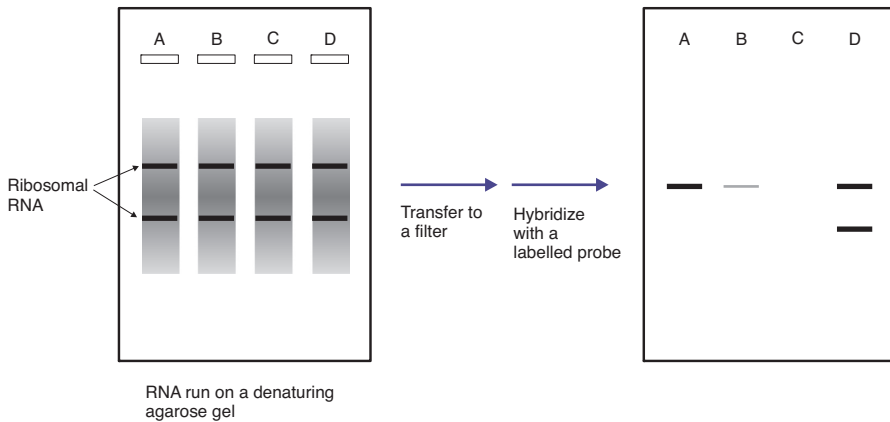 A B C D
A B C D
Ribosomal
RNA
Transfer to
a filter
Hybridize
with a
labelled probe
RNA run on a denaturing
agarose gel